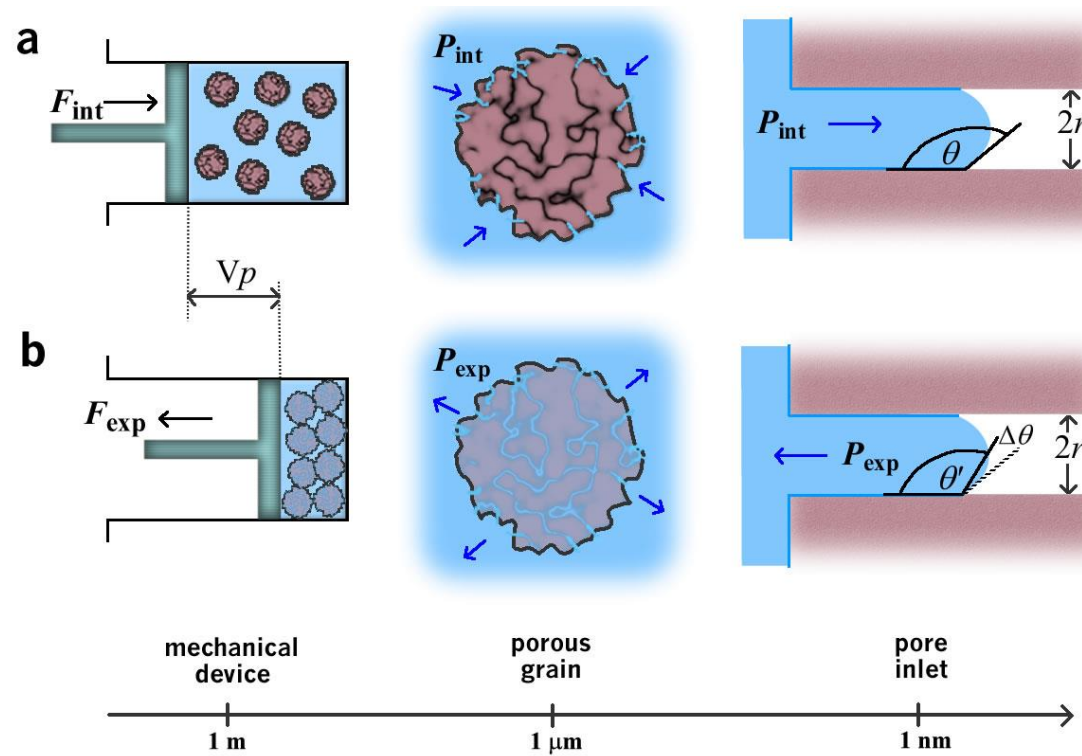 a
F_int
P_int
P_int
θ
2r
Vp
b
F_exp
P_exp
P_exp
θ'
Δθ
2r
mechanical
device
porous
grain
pore
inlet
1 m
1 μm
1 nm